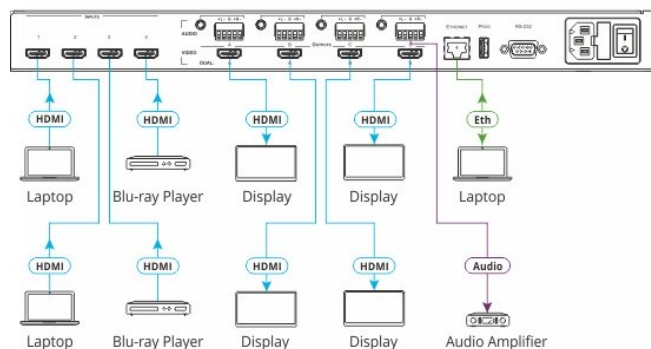 INPUTS
1 2 3 4
AUDIO
+L- G +R- +L- G +R- +L- G +R- +L- G +R-
VIDEO
DUAL
A B OUTPUTS C
ETHERNET
PROG
RS-232
HDMI HDMI HDMI HDMI Eth
Laptop Blu-ray Player Display Display Laptop
HDMI HDMI HDMI HDMI Audio
Laptop Blu-ray Player Display Display Audio Amplifier